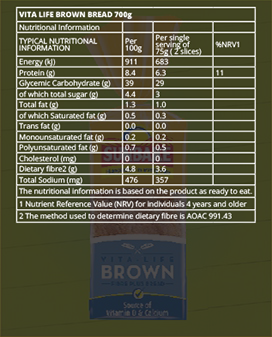 VITA LIFE BROWN BREAD 700g
Nutritional Information
TYPICAL NUTRITIONAL INFORMATION Per 100g Per single serving of 75g ( 2 slices) %NRV1
Energy (kJ) 911 683
Protein (g) 8.4 6.3 11
Glycemic Carbohydrate (g) 39 29
of which total sugar (g) 4.4 3
Total fat (g) 1.3 1.0
of which Saturated fat (g) 0.5 0.3
Trans fat (g) 0.0 0.0
Monounsaturated fat (g) 0.2 0.2
Polyunsaturated fat (g) 0.7 0.5
Cholesterol (mg) 0 0
Dietary fibre2 (g) 4.8 3.6
Total Sodium (mg) 476 357
The nutritional information is based on the product as ready to eat.
1 Nutrient Reference Value (NRV) for individuals 4 years and older
2 The method used to determine dietary fibre is AOAC 991.43
SUNBAKE
VITA LIFE
BROWN
Source of
Vitamin B & Calcium